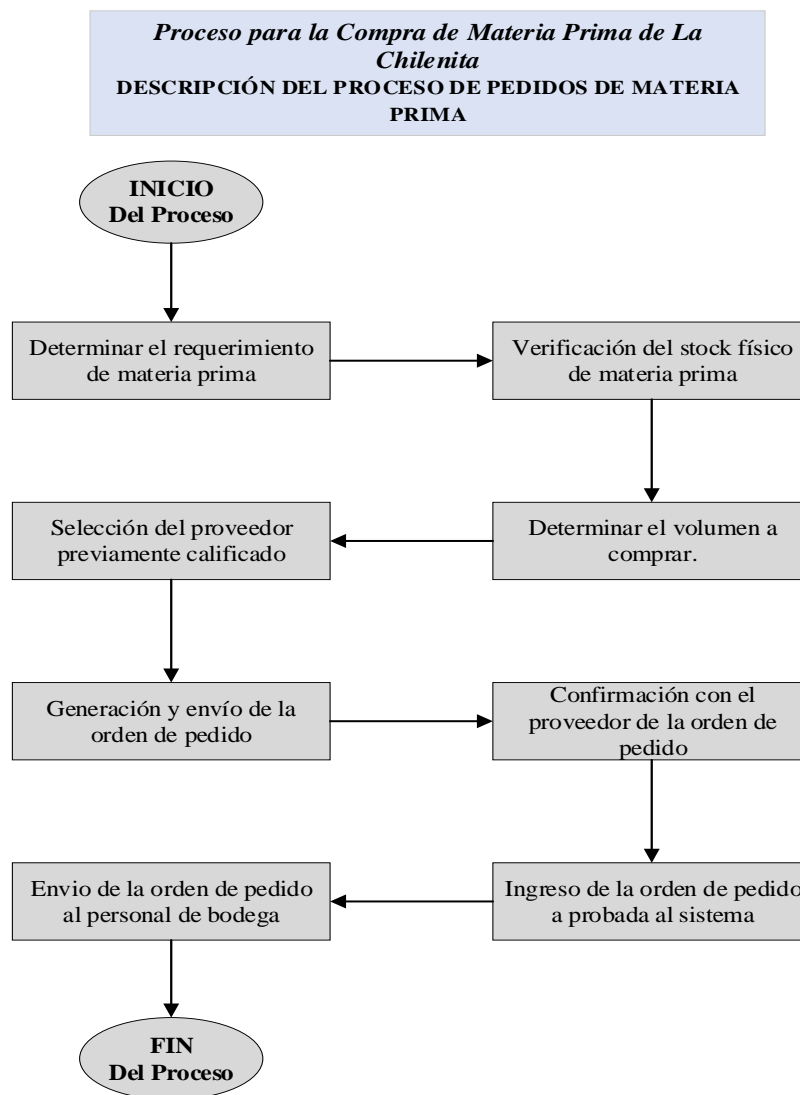 Proceso para la Compra de Materia Prima de La
Chilenita
DESCRIPCIÓN DEL PROCESO DE PEDIDOS DE MATERIA
PRIMA
INICIO
Del Proceso
Determinar el requerimiento
de materia prima
Verificación del stock físico
de materia prima
Determinar el volumen a
comprar.
Selección del proveedor
previamente calificado
Generación y envío de la
orden de pedido
Confirmación con el
proveedor de la orden de
pedido
Ingreso de la orden de pedido
a probada al sistema
Envio de la orden de pedido
al personal de bodega
FIN
Del Proceso